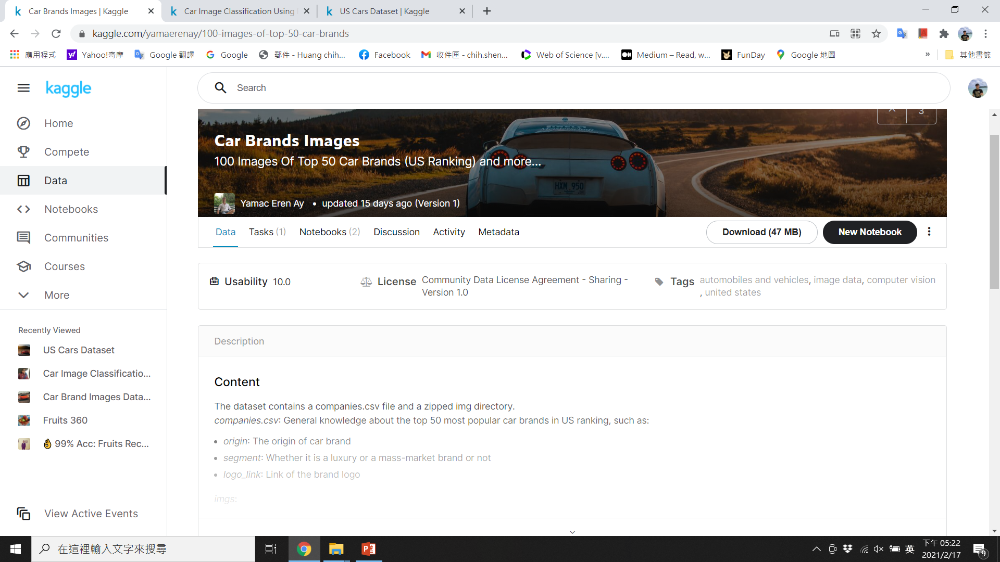 Car Brands Images | Kaggle
Car Image Classification Using
US Cars Dataset | Kaggle
kaggle.com/yamaerenay/100-images-of-top-50-car-brands
應用程式
Yahoo!奇摩
Google 翻譯
Google
郵件 - Huang chih...
Facebook
收件匣 - chih.shen...
Web of Science [v....
Medium – Read, w...
FunDay
Google 地圖
»
其他書籤
kaggle
Search
Home
Compete
Data
Notebooks
Communities
Courses
More
Recently Viewed
US Cars Dataset
Car Image Classificatio...
Car Brand Images Data...
Fruits 360
👌 99% Acc: Fruits Rec...
View Active Events
3
Car Brands Images
100 Images Of Top 50 Car Brands (US Ranking) and more...
HXM 950
Yamac Eren Ay • updated 15 days ago (Version 1)
Data Tasks (1) Notebooks (2) Discussion Activity Metadata
Download (47 MB)
New Notebook
Usability 10.0
License Community Data License Agreement - Sharing -
Version 1.0
Tags automobiles and vehicles, image data, computer vision
, united states
Description
Content
The dataset contains a companies.csv file and a zipped img directory.
companies.csv: General knowledge about the top 50 most popular car brands in US ranking, such as:
• origin: The origin of car brand
• segment: Whether it is a luxury or a mass-market brand or not
• logo_link: Link of the brand logo
imgs:
在這裡輸入文字來搜尋
英
下午 05:22
2021/2/17
9